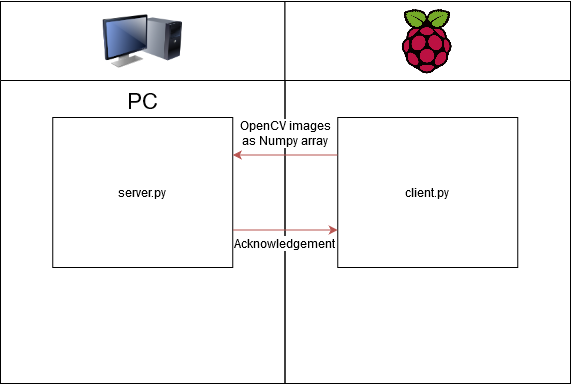 PC
OpenCV images
as Numpy array
server.py
client.py
Acknowledgement